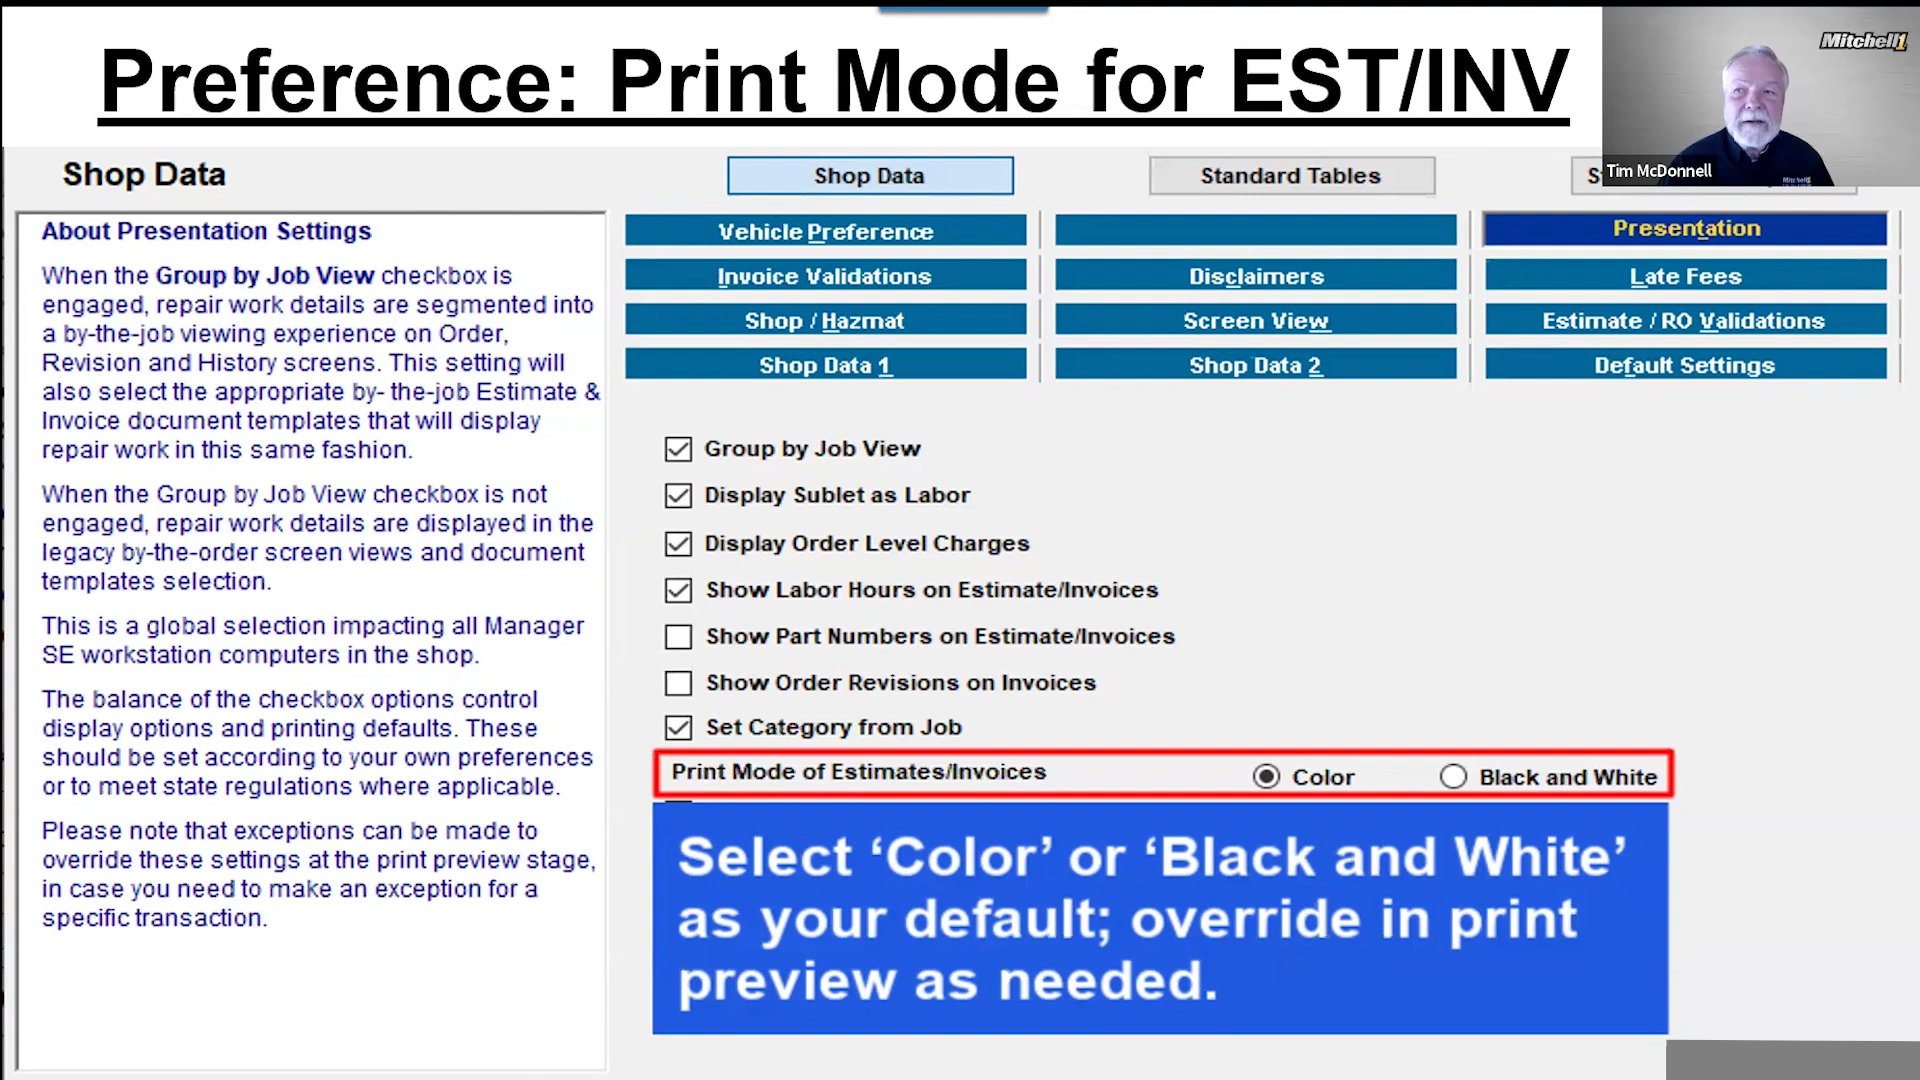 Preference: Print Mode for EST/INV
Mitchell1
Tim McDonnell
Shop Data
Shop Data
Standard Tables
About Presentation Settings
When the Group by Job View checkbox is
engaged, repair work details are segmented into
a by-the-job viewing experience on Order,
Revision and History screens. This setting will
also select the appropriate by- the-job Estimate &
Invoice document templates that will display
repair work in this same fashion.
When the Group by Job View checkbox is not
engaged, repair work details are displayed in the
legacy by-the-order screen views and document
templates selection.
This is a global selection impacting all Manager
SE workstation computers in the shop.
The balance of the checkbox options control
display options and printing defaults. These
should be set according to your own preferences
or to meet state regulations where applicable.
Please note that exceptions can be made to
override these settings at the print preview stage,
in case you need to make an exception for a
specific transaction.
Vehicle Preference
Presentation
Invoice Validations
Disclaimers
Late Fees
Shop / Hazmat
Screen View
Estimate / RO Validations
Shop Data 1
Shop Data 2
Default Settings
Group by Job View
Display Sublet as Labor
Display Order Level Charges
Show Labor Hours on Estimate/Invoices
Show Part Numbers on Estimate/Invoices
Show Order Revisions on Invoices
Set Category from Job
Print Mode of Estimates/Invoices
Color
Black and White
Select ‘Color’ or ‘Black and White’
as your default; override in print
preview as needed.